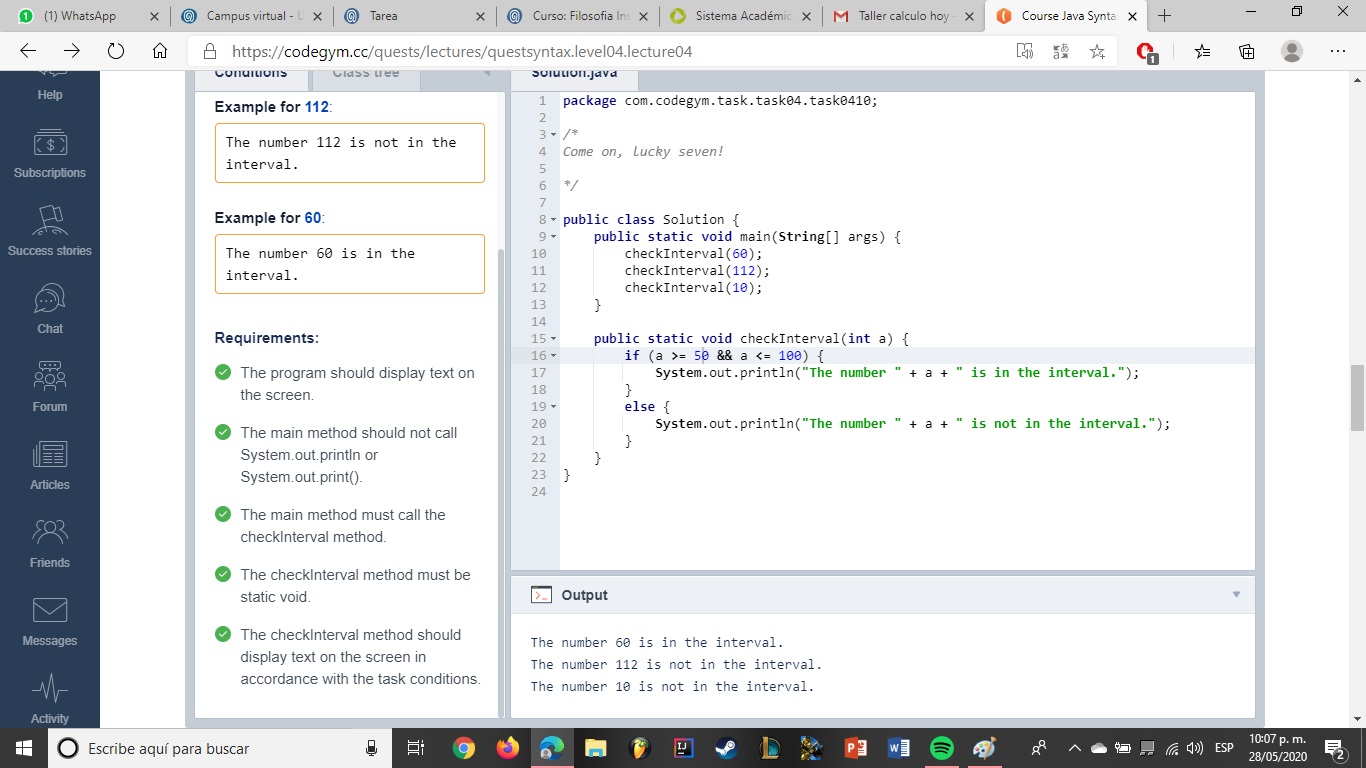 (1) WhatsApp
Campus virtual - U
Tarea
Curso: Filosofia Ins
Sistema Académic
Taller calculo hoy -
Course Java Syntax
https://codegym.cc/quests/lectures/questsyntax.level04.lecture04
1
Help
Subscriptions
Success stories
Chat
Forum
Articles
Friends
Messages
Activity
Conditions
Class tree
Example for 112:
The number 112 is not in the
interval.
Example for 60:
The number 60 is in the
interval.
Requirements:
The program should display text on
the screen.
The main method should not call
System.out.println or
System.out.print().
The main method must call the
checkInterval method.
The checkInterval method must be
static void.
The checkInterval method should
display text on the screen in
accordance with the task conditions.
Solution.java
1 package com.codegym.task.task04.task0410;
2
3 /*
4 Come on, lucky seven!
5
6 */
7
8 public class Solution {
9 public static void main(String[] args) {
10 checkInterval(60);
11 checkInterval(112);
12 checkInterval(10);
13 }
14
15 public static void checkInterval(int a) {
16 if (a >= 50 && a <= 100) {
17 System.out.println("The number " + a + " is in the interval.");
18 }
19 else {
20 System.out.println("The number " + a + " is not in the interval.");
21 }
22 }
23 }
24
Output
The number 60 is in the interval.
The number 112 is not in the interval.
The number 10 is not in the interval.
Escribe aquí para buscar
ESP
10:07 p. m.
28/05/2020
2